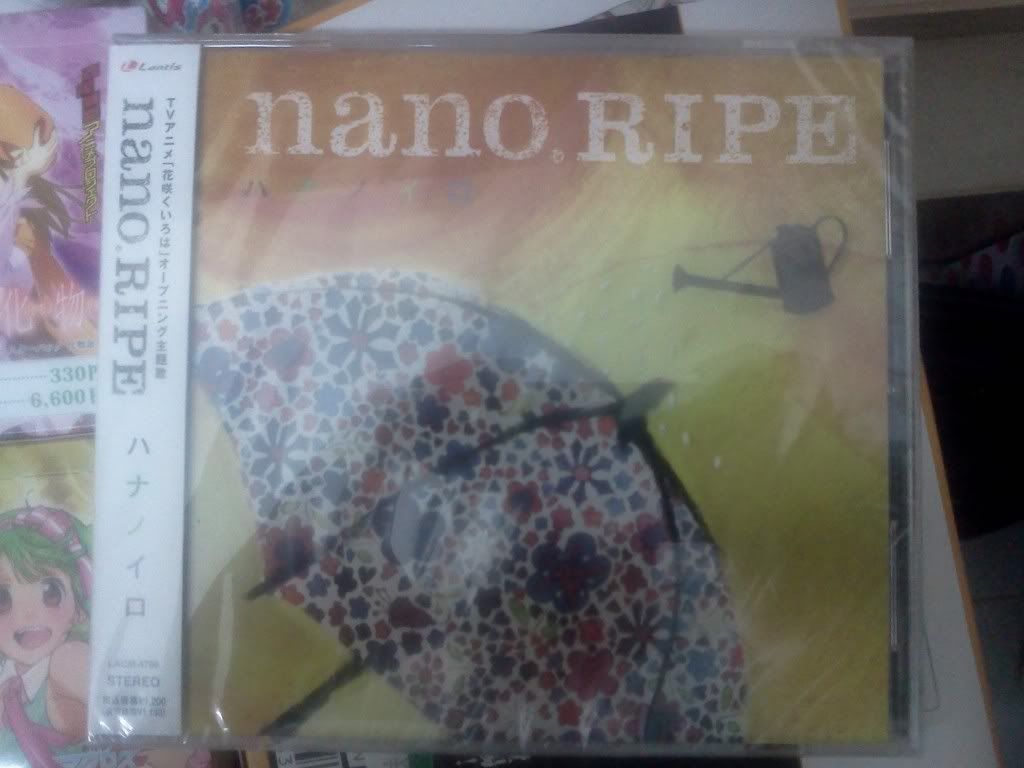 Lantis
TVアニメ「花咲くいろは」オープニング主題歌
nano.RIPE
ハナノイロ
STEREO
nano.RIPE
ハナノイロ
化物
330
6,600